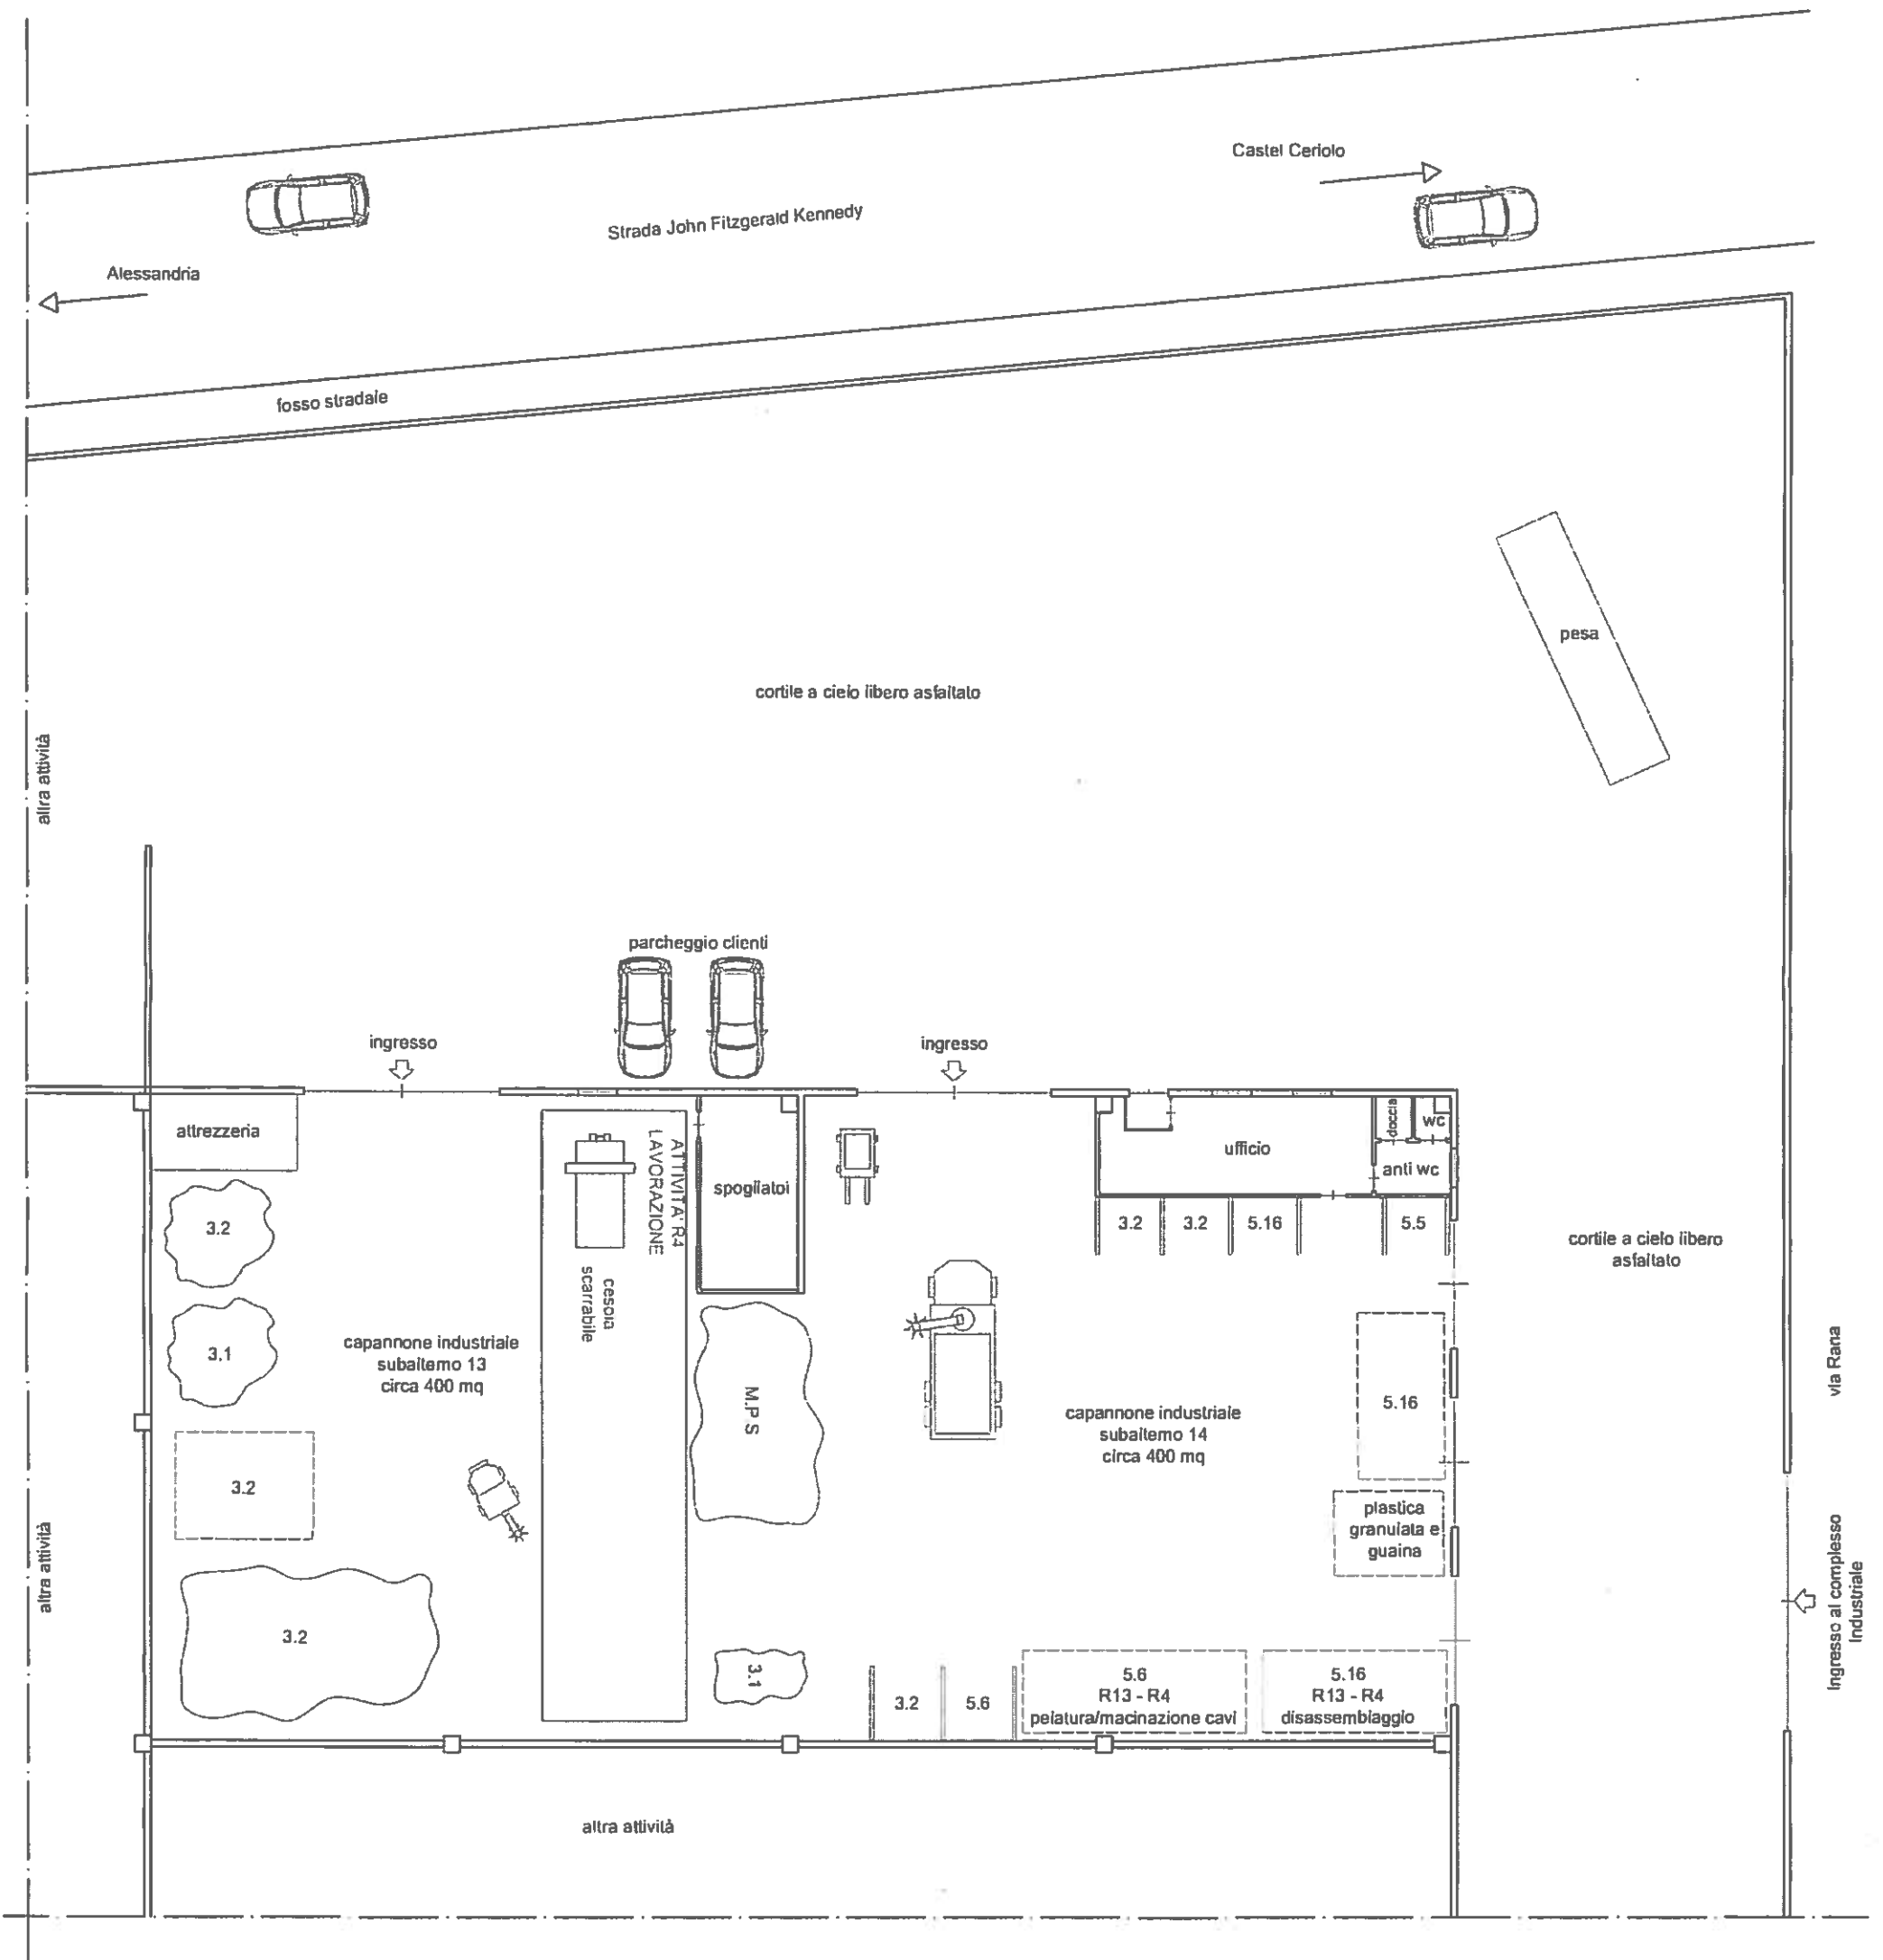 Castel Ceriolo
Strada John Fitzgerald Kennedy
Alessandria
fosso stradale
pesa
cortile a cielo libero asfaltato
altra attività
parcheggio clienti
ingresso
ingresso
attrezzeria
ATTIVITA' R4
LAVORAZIONE
spogliatoi
ufficio
doccia
wc
anti wc
3.2
3.2
3.2
5.16
5.5
cortile a cielo libero
asfaltato
cesoia
scarrabile
3.1
capannone industriale
subalterno 13
circa 400 mq
M.P.S
capannone industriale
subalterno 14
circa 400 mq
5.16
via Rana
3.2
plastica
granulata e
guaina
altra attività
Ingresso al complesso
Industriale
3.2
3.1
3.2
5.6
5.6
R13 - R4
pelatura/macinazione cavi
5.16
R13 - R4
disassemblaggio
altra attività